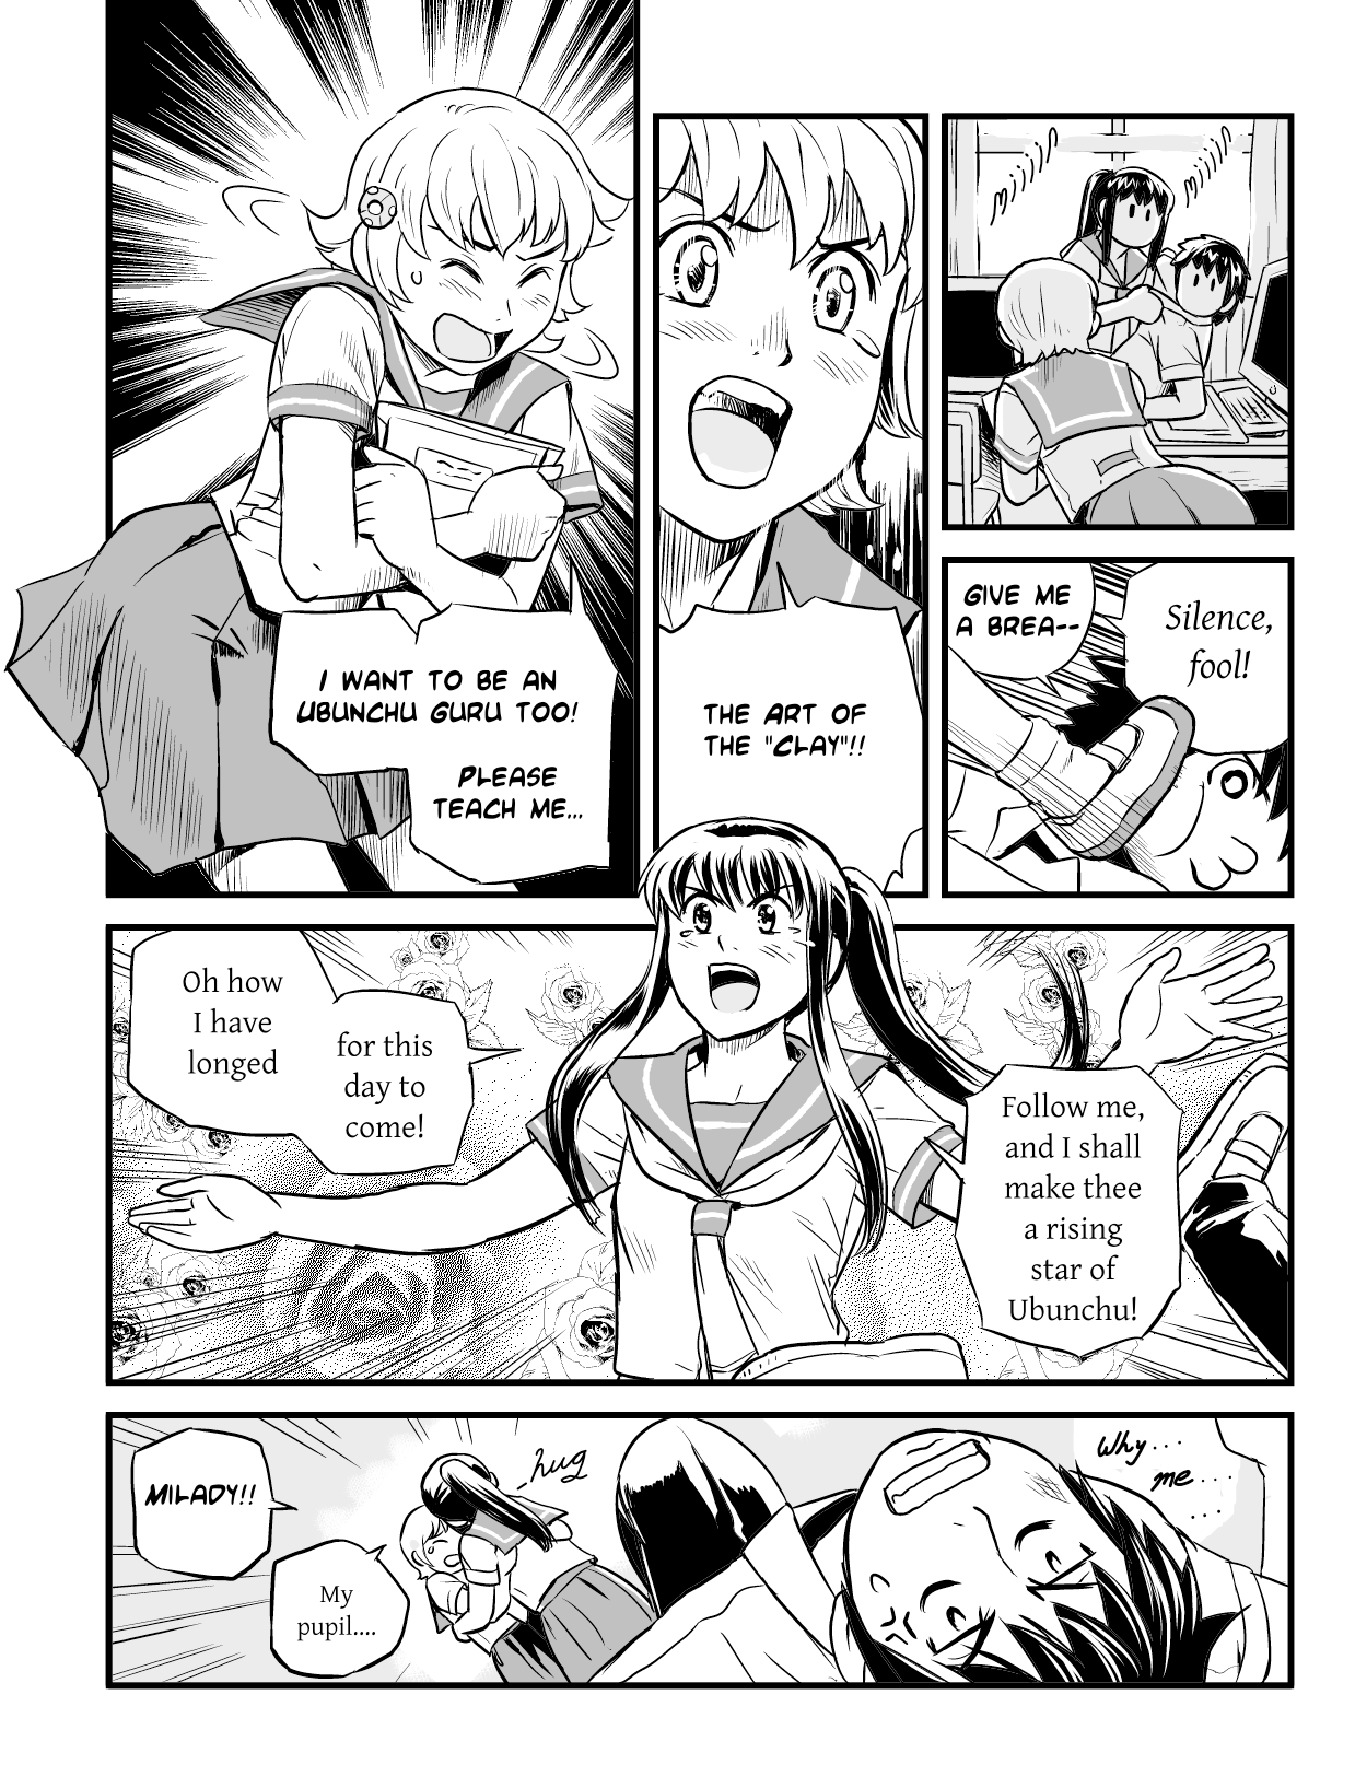 I WANT TO BE AN
UBUNCHU GURU TOO!
PLEASE
TEACH ME...
THE ART OF
THE "CLAY"!!
GIVE ME
A BREA--
Silence,
fool!
Oh how
I have
longed
for this
day to
come!
Follow me,
and I shall
make thee
a rising
star of
Ubunchu!
MILADY!!
My
pupil....
hug
Why...
me...
...